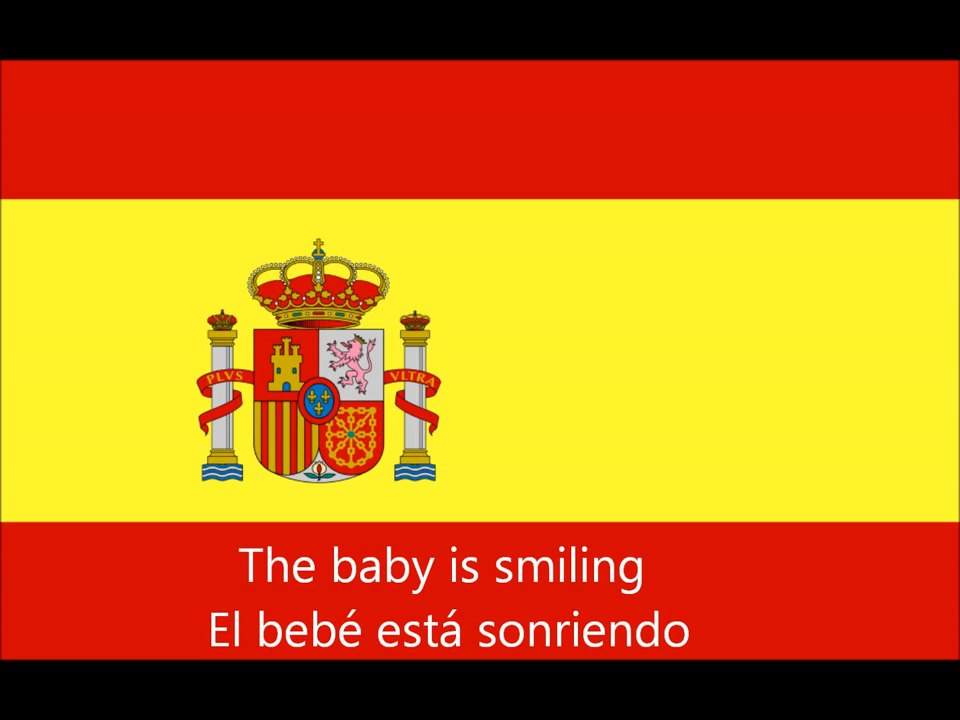 PLVS VLTRA
The baby is smiling
El bebé está sonriendo